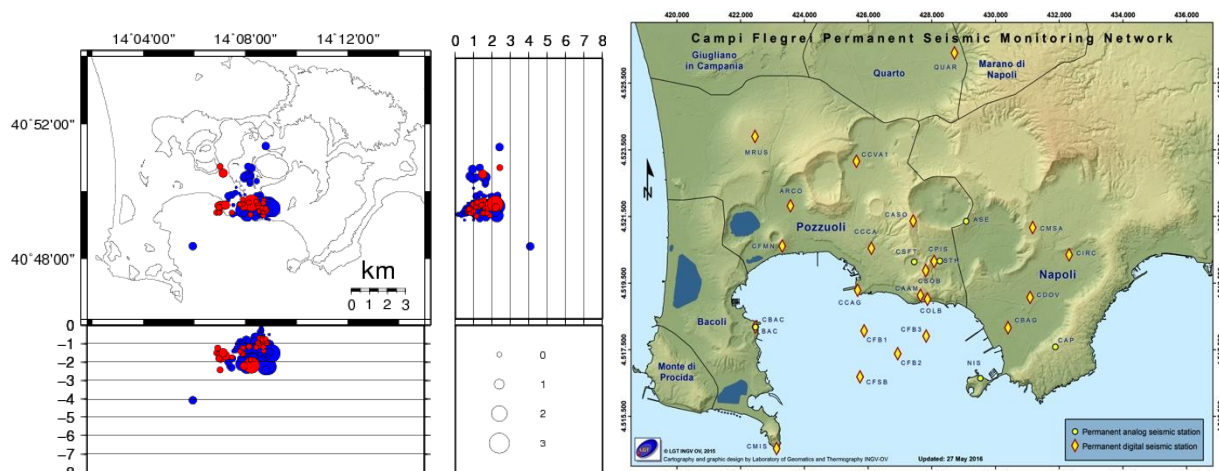 14˚04'00"
14˚08'00"
14˚12'00"
40˚52'00"
40˚48'00"
km
0 1 2 3
0 1 2 3 4 5 6 7 8
0
−1
−2
−3
−4
−5
−6
−7
0
1
2
3
420.000 422.000 424.000 426.000 428.000 430.000 432.000 434.000 436.000
Campi Flegrei Permanent Seismic Monitoring Network
Giugliano
in Campania
Quarto
QUAR
Marano di
Napoli
4.525.500
4.523.500
MRUS
CCVA1
ARCO
4.521.500
CASO
ASE
CMSA
Pozzuoli
CCCA
CFMN
CSFT
CPIS
STH
CIRC
Napoli
CSOB
4.519.500
CCAG
CAAM
COLB
CDOV
CBAG
Bacoli
CBAC
BAC
CFB1
CFB3
CFB2
CAP
4.517.500
Monte di
Procida
CFSB
NIS
4.515.500
CMIS
N
Permanent analog seismic station
Permanent digital seismic station
© LGT INGV OV, 2015
Cartography and graphic design by Laboratory of Geomatics and Thermography INGV-OV
Updated: 27 May 2016